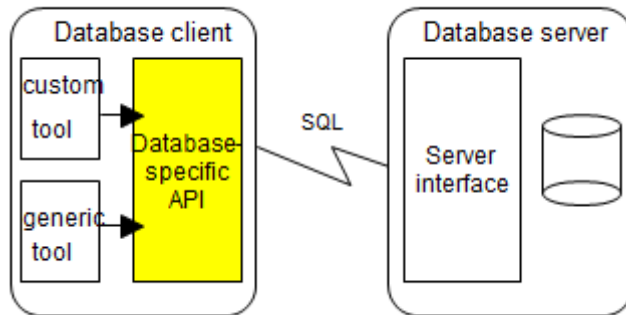 Database client
custom
tool
generic
tool
Database-
specific
API
SQL
Database server
Server
interface